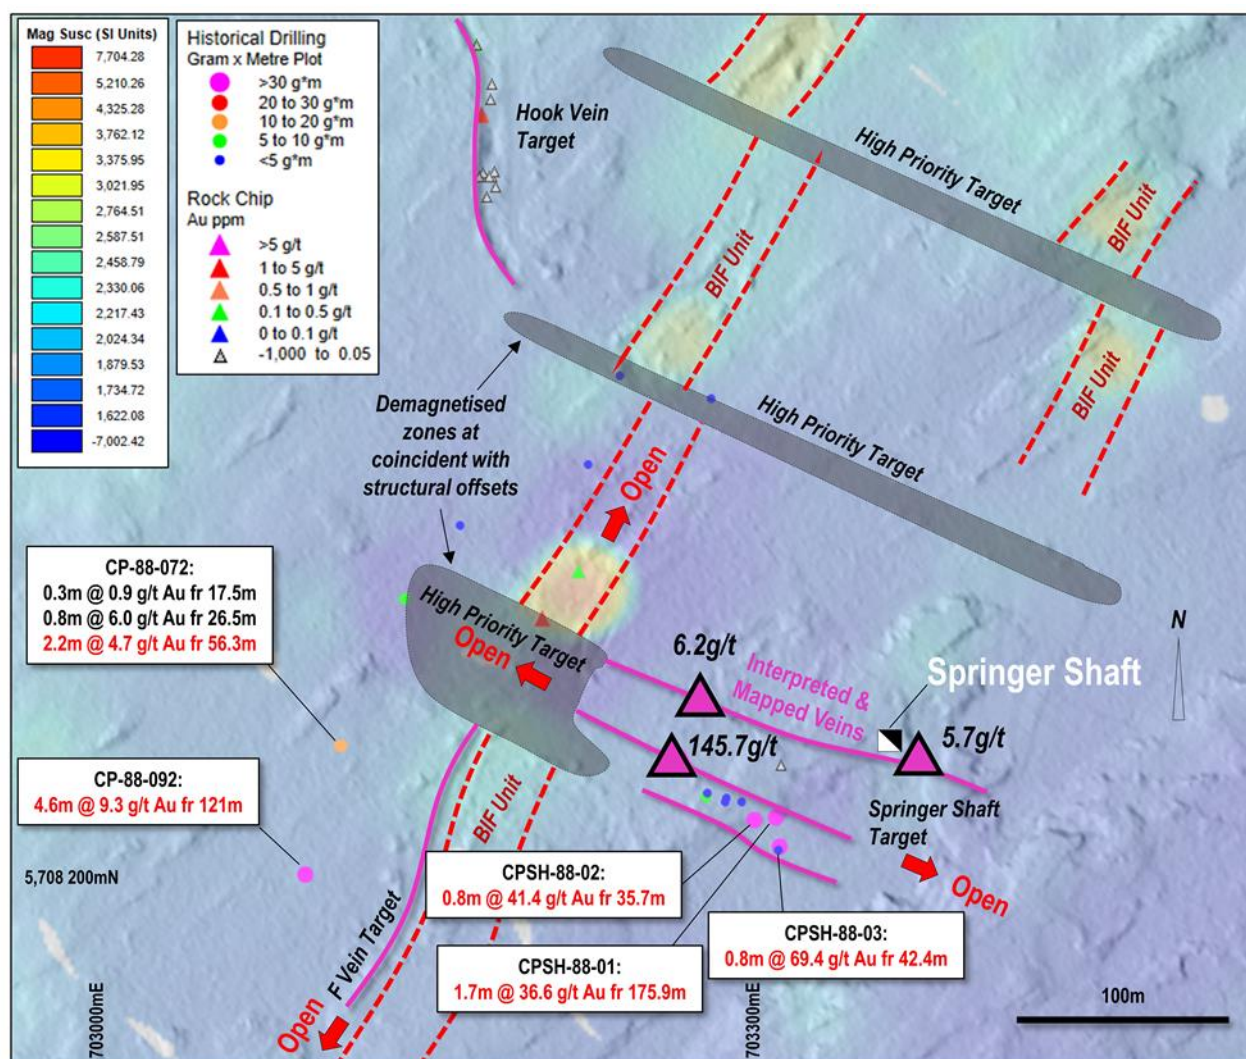 Mag Susc (SI Units)
7,704.28
5,210.26
4,325.28
3,762.12
3,375.95
3,021.95
2,764.51
2,587.51
2,458.79
2,330.06
2,217.43
2,024.34
1,879.53
1,734.72
1,622.08
-7,002.42
Historical Drilling
Gram x Metre Plot
>30 g*m
20 to 30 g*m
10 to 20 g*m
5 to 10 g*m
<5 g*m
Rock Chip
Au ppm
>5 g/t
1 to 5 g/t
0.5 to 1 g/t
0.1 to 0.5 g/t
0 to 0.1 g/t
-1,000 to 0.05
Hook Vein
Target
High Priority Target
BIF Unit
BIF Unit
BIF Unit
High Priority Target
Demagnetised
zones at
coincident with
structural offsets
Open
High Priority Target
Open
CP-88-072:
0.3m @ 0.9 g/t Au fr 17.5m
0.8m @ 6.0 g/t Au fr 26.5m
2.2m @ 4.7 g/t Au fr 56.3m
6.2g/t
Interpreted &
Mapped Veins
Springer Shaft
N
145.7g/t
5.7g/t
CP-88-092:
4.6m @ 9.3 g/t Au fr 121m
BIF Unit
Springer Shaft
Target
Open
5,708 200mN
F Vein Target
CPSH-88-02:
0.8m @ 41.4 g/t Au fr 35.7m
CPSH-88-03:
0.8m @ 69.4 g/t Au fr 42.4m
CPSH-88-01:
1.7m @ 36.6 g/t Au fr 175.9m
Open
703000mE
703300mE
100m